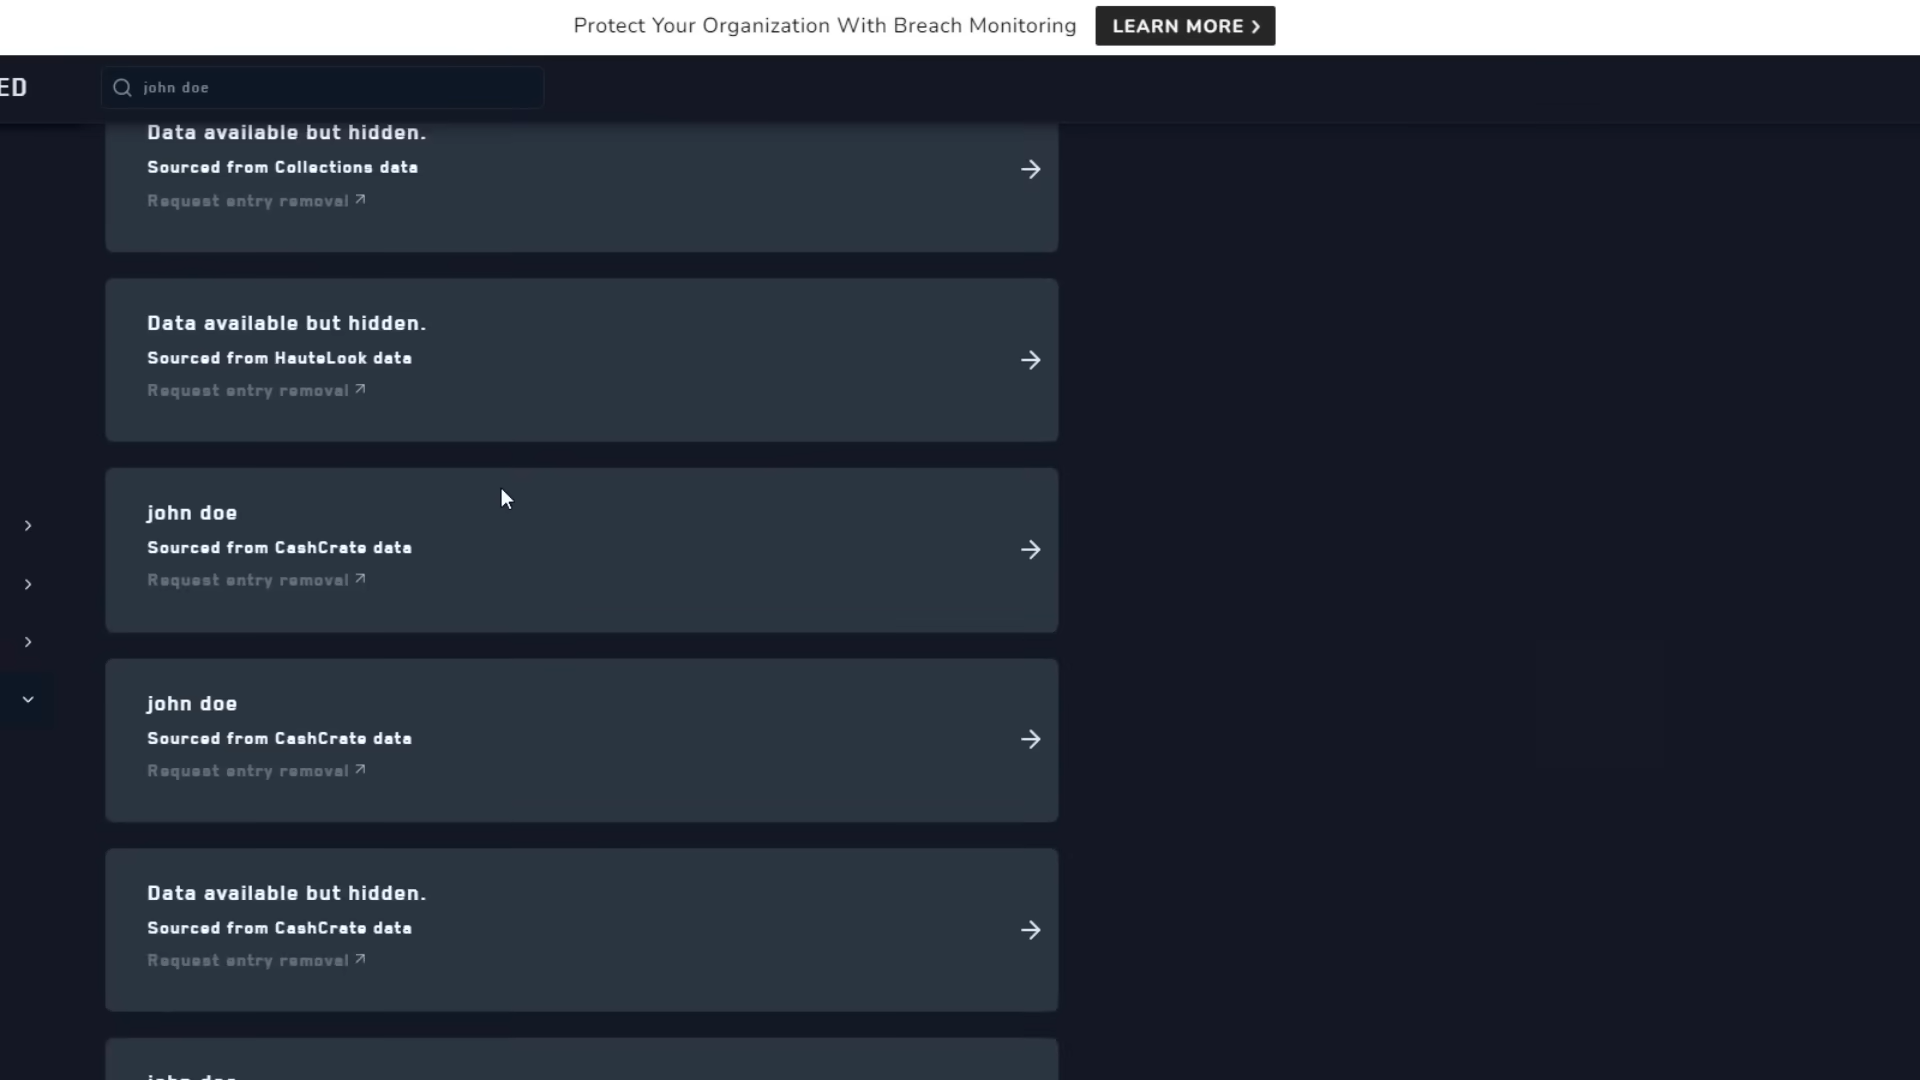 Protect Your Organization With Breach Monitoring LEARN MORE
ED
john doe
Data available but hidden.
Sourced from Collections data
Request entry removal
Data available but hidden.
Sourced from HauteLook data
Request entry removal
john doe
Sourced from CashCrate data
Request entry removal
john doe
Sourced from CashCrate data
Request entry removal
Data available but hidden.
Sourced from CashCrate data
Request entry removal
john doe